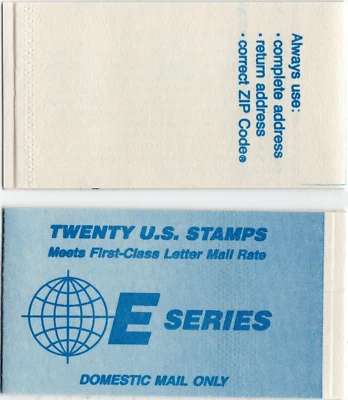 Always use:
• complete address
• return address
• correct ZIP Code®
TWENTY U.S. STAMPS
Meets First-Class Letter Mail Rate
E SERIES
DOMESTIC MAIL ONLY